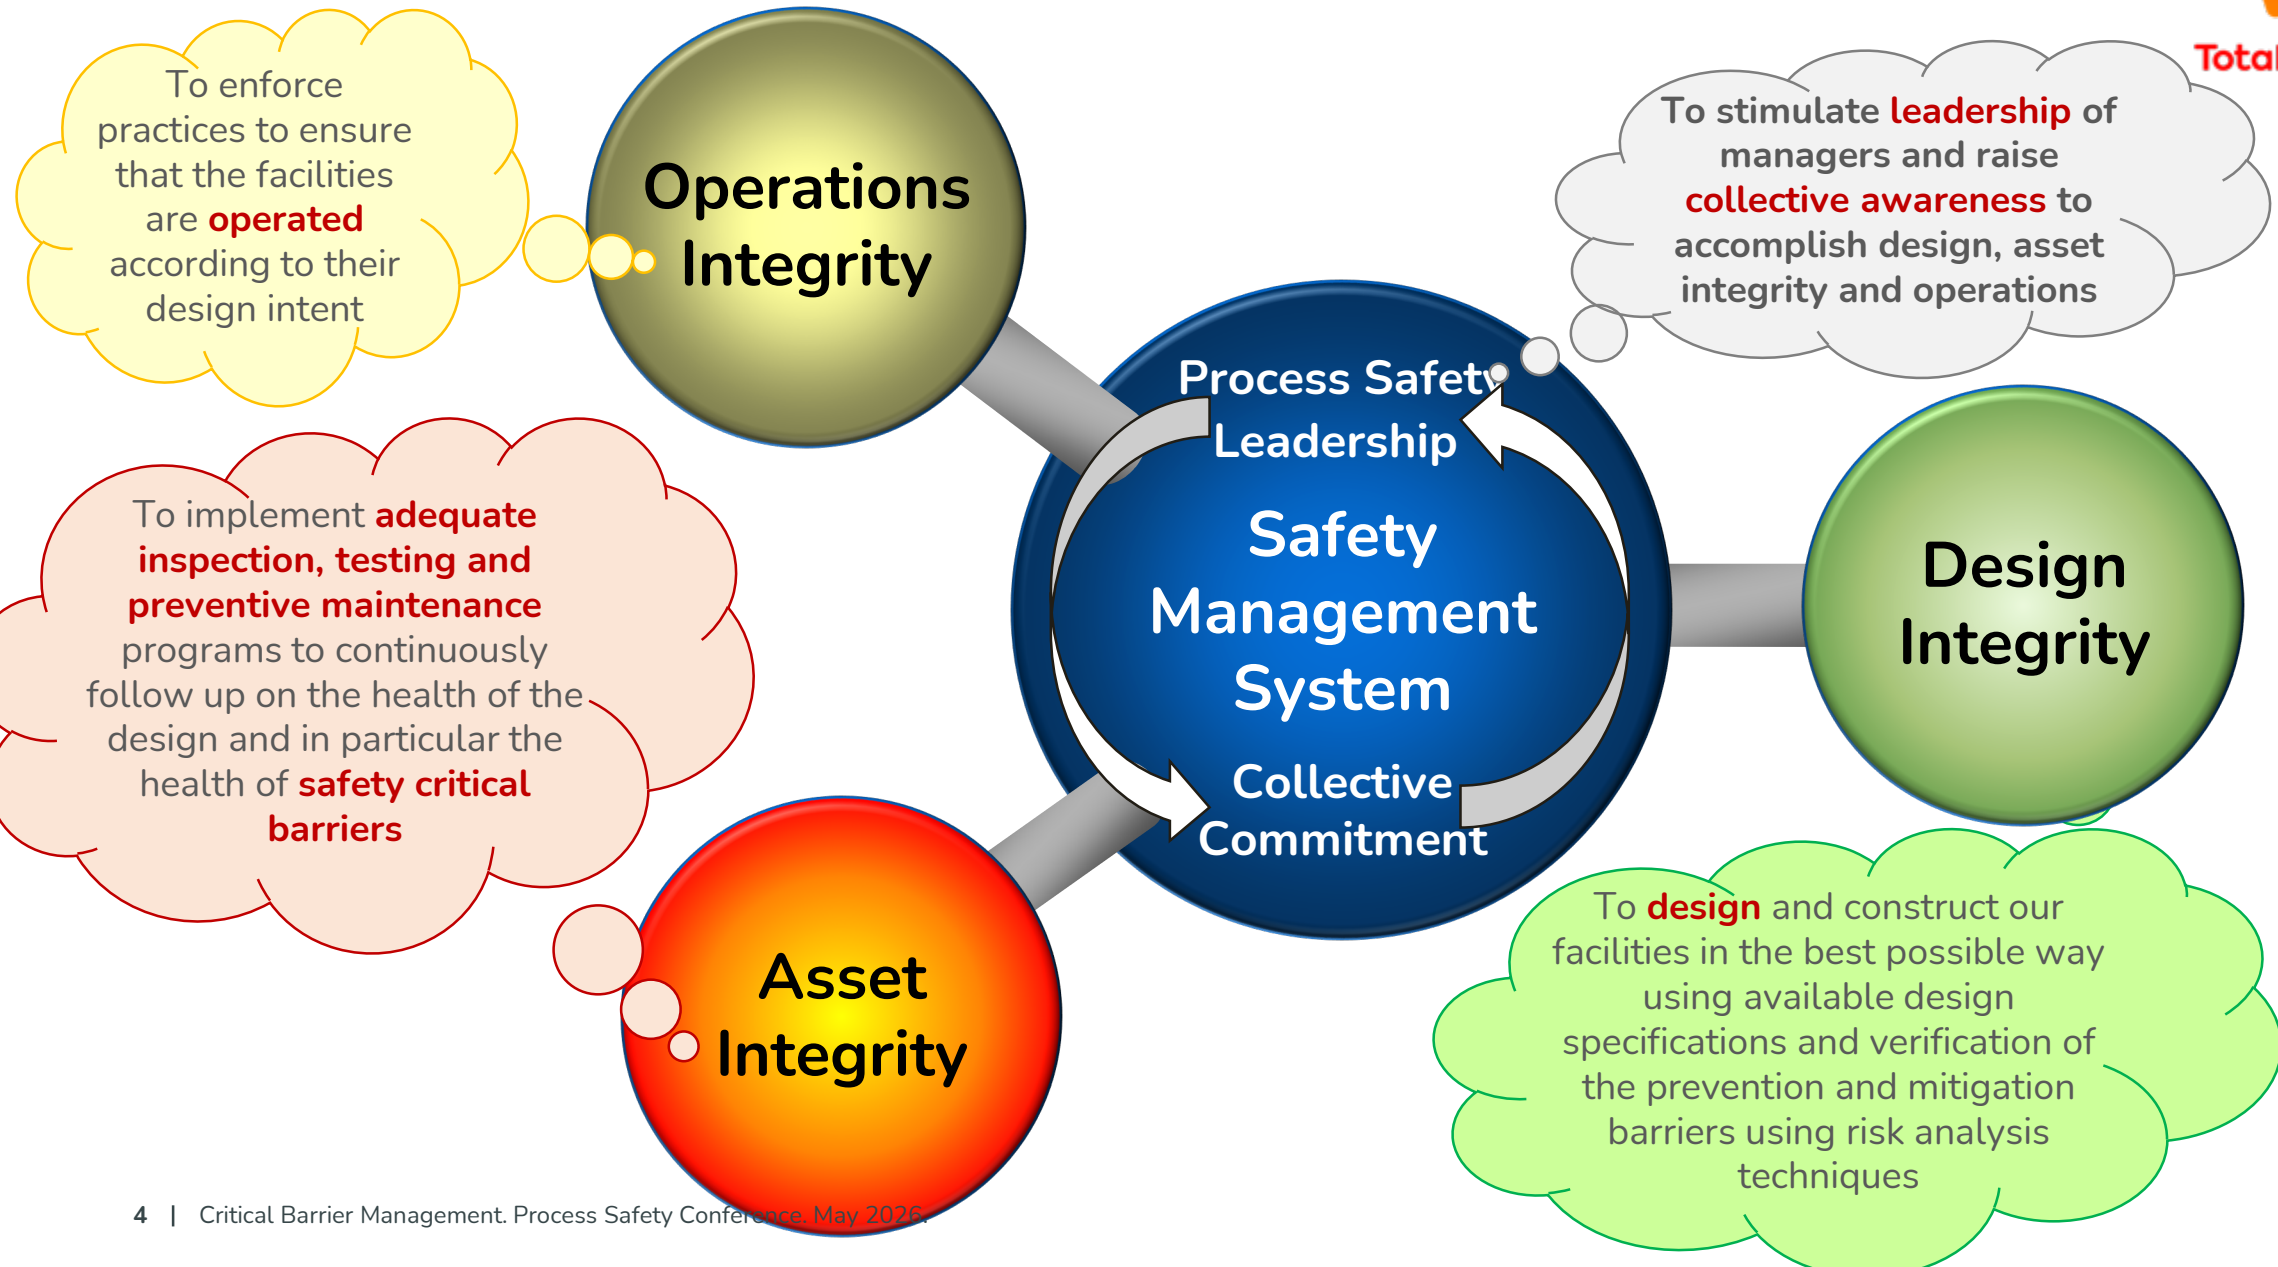 To enforce
practices to ensure
that the facilities
are operated
according to their
design intent
Operations
Integrity
To stimulate leadership of
managers and raise
collective awareness to
accomplish design, asset
integrity and operations
Total
To implement adequate
inspection, testing and
preventive maintenance
programs to continuously
follow up on the health of the
design and in particular the
health of safety critical
barriers
Process Safety
Leadership
Safety
Management
System
Collective
Commitment
Design
Integrity
Asset
Integrity
To design and construct our
facilities in the best possible way
using available design
specifications and verification of
the prevention and mitigation
barriers using risk analysis
techniques
4 | Critical Barrier Management. Process Safety Conference. May 2026.